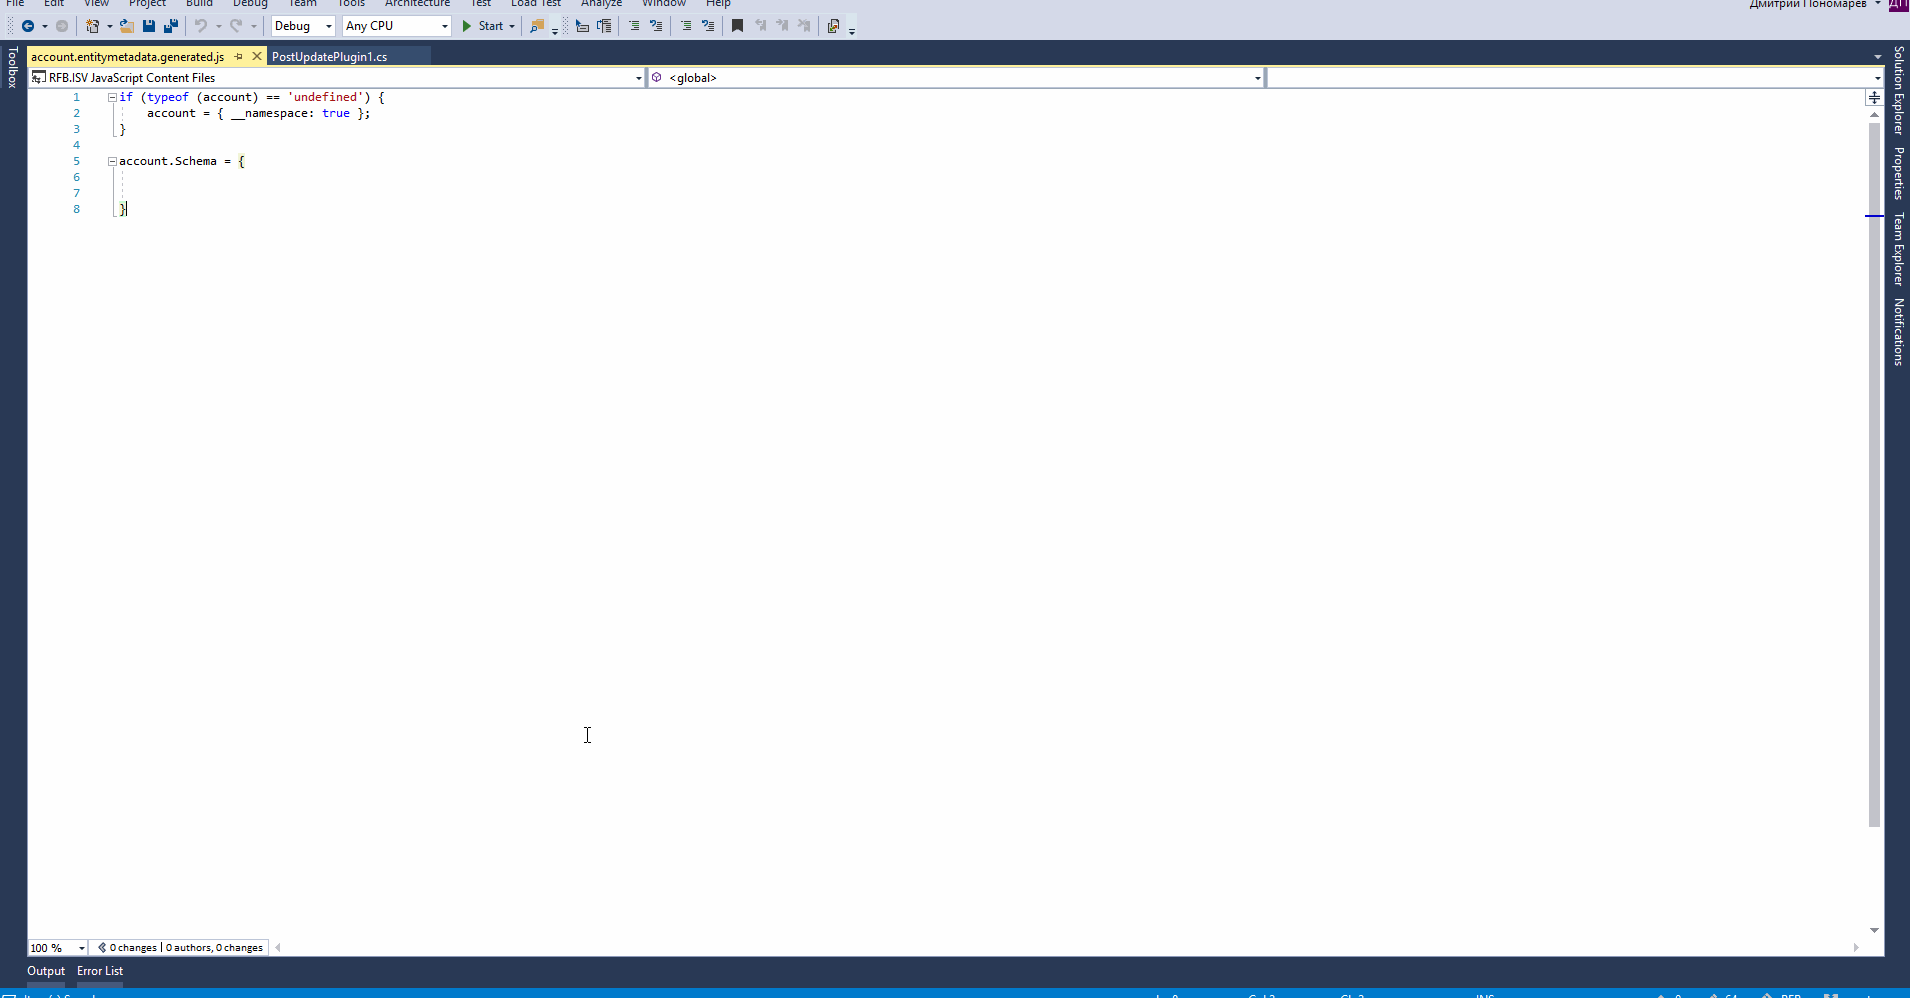 File Edit View Project Build Debug Team Tools Architecture Test Load Test Analyze Window Help
Дмитрий Пономарев ДП
Debug Any CPU Start
Toolbox
account.entitymetadata.generated.js PostUpdatePlugin1.cs
RFB.ISV JavaScript Content Files <global>
1 if (typeof (account) == 'undefined') {
2 account = { __namespace: true };
3 }
4
5 account.Schema = {
6
7
8 }
Solution Explorer
Properties
Team Explorer
Notifications
100 % 0 changes | 0 authors, 0 changes
Output Error List